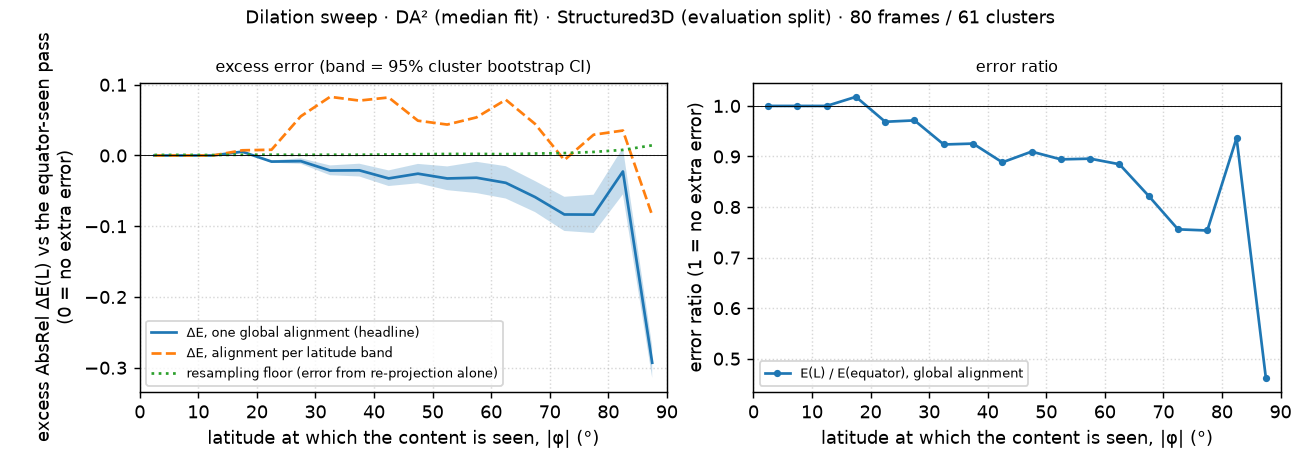 Dilation sweep · DA² (median fit) · Structured3D (evaluation split) · 80 frames / 61 clusters
excess error (band = 95% cluster bootstrap CI)
excess AbsRel ΔE(L) vs the equator-seen pass
(0 = no extra error)
0.1
0.0
−0.1
−0.2
−0.3
ΔE, one global alignment (headline)
ΔE, alignment per latitude band
resampling floor (error from re-projection alone)
0 10 20 30 40 50 60 70 80 90
latitude at which the content is seen, |φ| (°)
error ratio
error ratio (1 = no extra error)
1.0
0.9
0.8
0.7
0.6
0.5
E(L) / E(equator), global alignment
0 10 20 30 40 50 60 70 80 90
latitude at which the content is seen, |φ| (°)